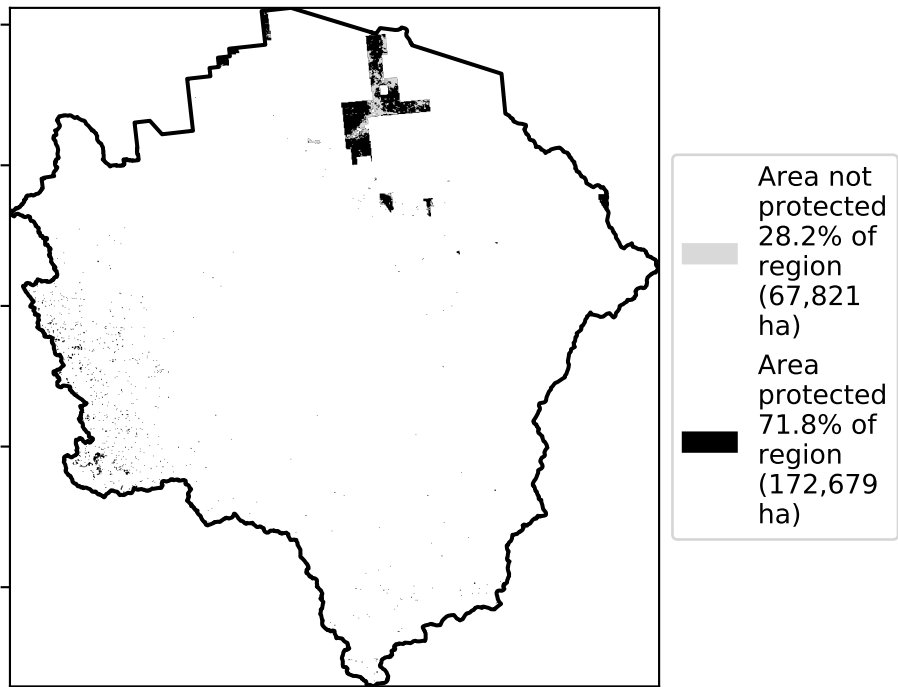 Area not
protected
28.2% of
region
(67,821
ha)
Area
protected
71.8% of
region
(172,679
ha)